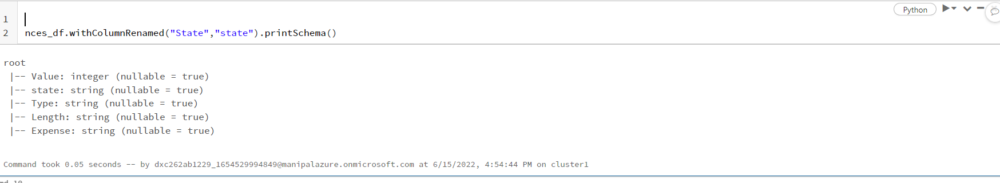 Python
1
2 nces_df.withColumnRenamed("State","state").printSchema()
root
|-- Value: integer (nullable = true)
|-- state: string (nullable = true)
|-- Type: string (nullable = true)
|-- Length: string (nullable = true)
|-- Expense: string (nullable = true)
Command took 0.05 seconds -- by dxc262ab1229_1654529994849@manipalazure.onmicrosoft.com at 6/15/2022, 4:54:44 PM on cluster1